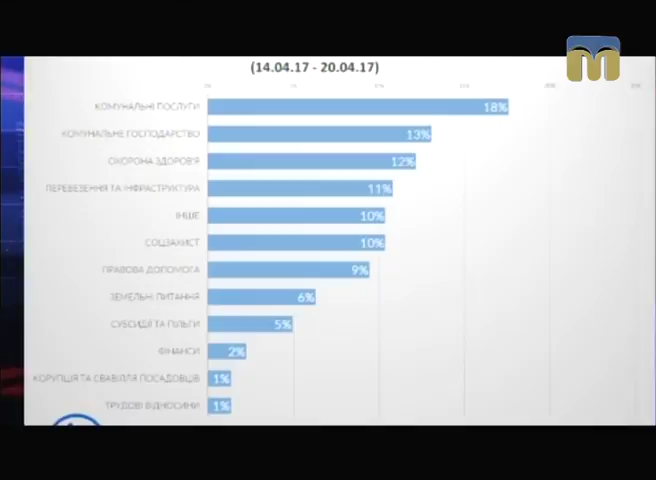 (14.04.17 - 20.04.17)
КОМУНАЛЬНІ ПОСЛУГИ 18%
КОМУНАЛЬНЕ ГОСПОДАРСТВО 13%
ОХОРОНА ЗДОРОВ'Я 12%
ПЕРЕВЕЗЕННЯ ТА ІНФРАСТРУКТУРА 11%
ІНШЕ 10%
СОЦЗАХИСТ 10%
ПРАВОВА ДОПОМОГА 9%
ЗЕМЕЛЬНІ ПИТАННЯ 6%
СУБСИДІЇ ТА ПІЛЬГИ 5%
ФІНАНСИ 2%
КОРУПЦІЯ ТА СВАВІЛЛЯ ПОСАДОВЦІВ 1%
ТРУДОВІ ВІДНОСИНИ 1%